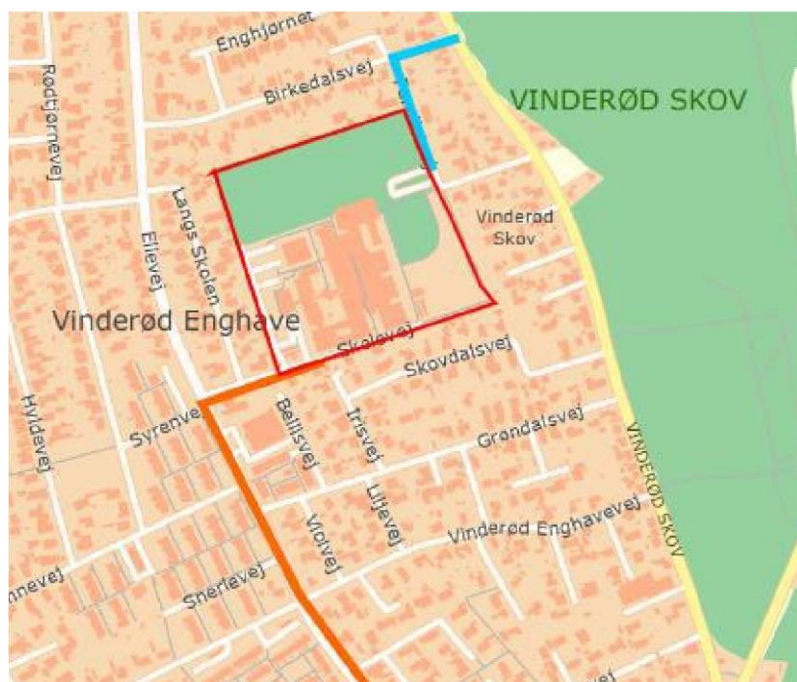 Enghjørnet
Rødtjørnevej
Birkedalsvej
VINDERØD SKOV
Langs Skolen
Ellevej
Vinderød
Skov
Vinderød Enghave
Skolevej
Skovdalsvej
Hvidevej
Syrenvej
Bellisvej
Irisvej
Grøndalsvej
VINDERØD SKOV
Liljevej
Violvej
Vinderød Enghavevej
nnevej
Snerlevej